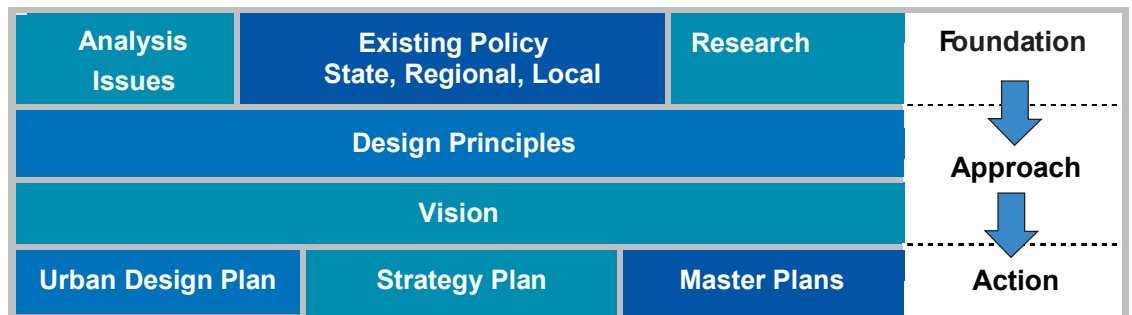 Analysis
Issues
Existing Policy
State, Regional, Local
Research
Foundation
Design Principles
Approach
Vision
Urban Design Plan
Strategy Plan
Master Plans
Action